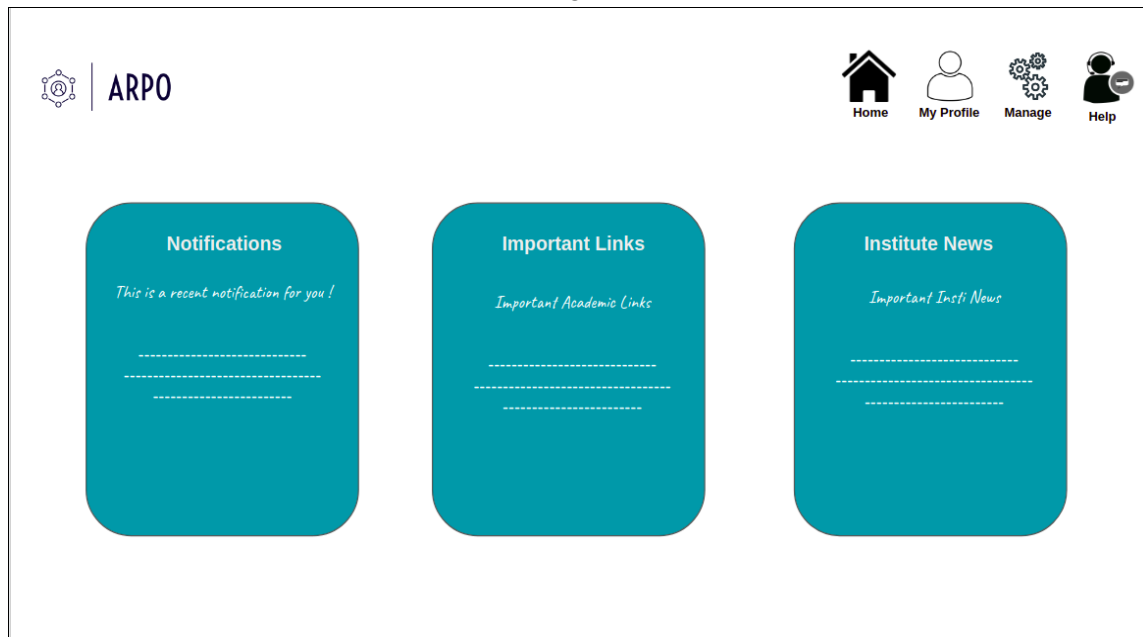 ARPO
Home
My Profile
Manage
Help
Notifications
This is a recent notification for you !
-----------------------------
----------------------------------
------------------------
Important Links
Important Academic Links
-----------------------------
----------------------------------
------------------------
Institute News
Important Insti News
-----------------------------
----------------------------------
------------------------